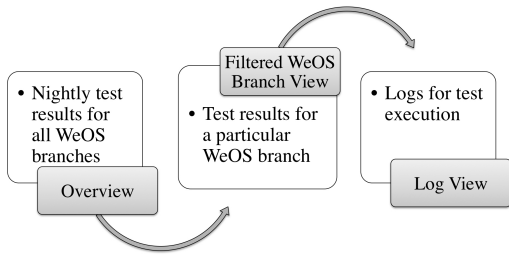 • Nightly test
results for
all WeOS
branches
Overview
Filtered WeOS
Branch View
• Test results for
a particular
WeOS branch
• Logs for test
execution
Log View